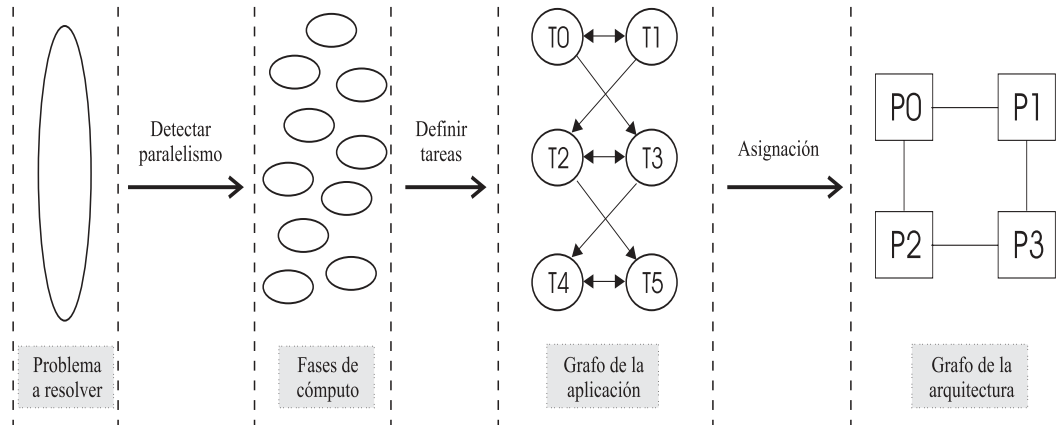 Detectar
paralelismo
Definir
tareas
T0
T1
T2
T3
T4
T5
Asignación
P0
P1
P2
P3
Problema
a resolver
Fases de
cómputo
Grafo de la
aplicación
Grafo de la
arquitectura